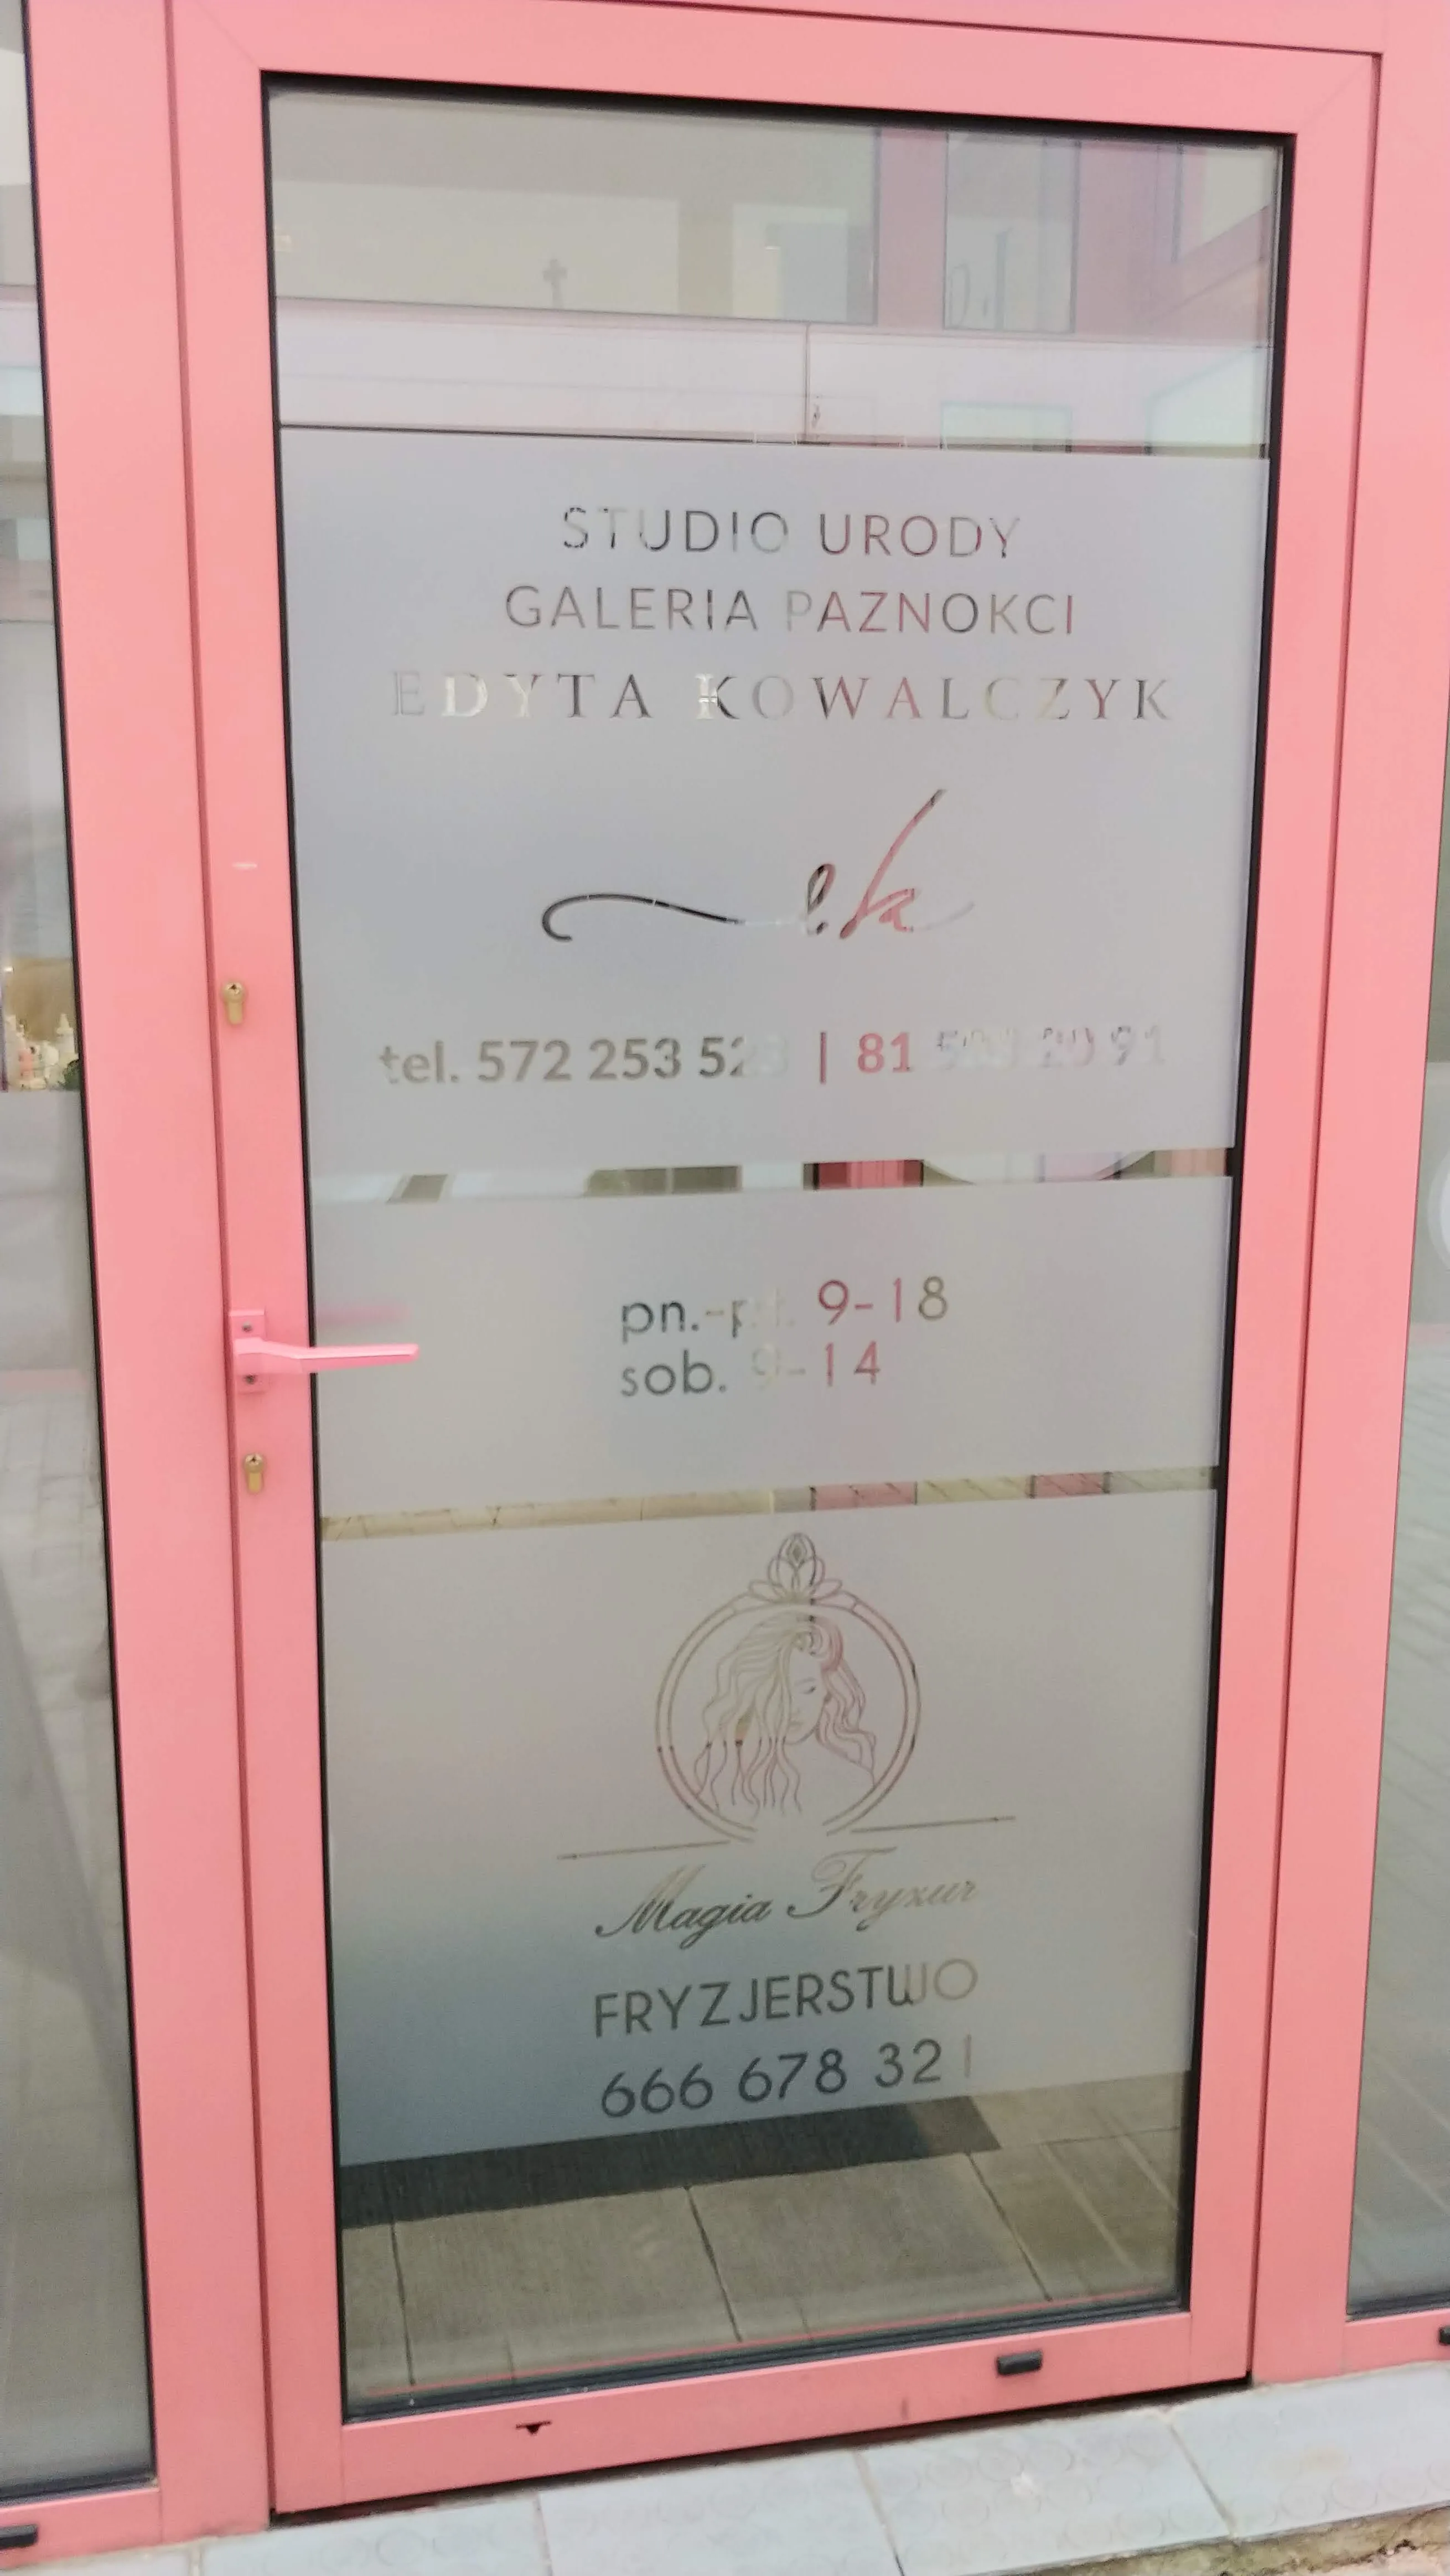 STUDIO URODY
GALERIA PAZNOKCI
EDYTA KOWALCZYK
e.k
tel. 572 253 | 81 91
pn.-pt. 9-18
sob. 9-14
Magia Fryzur
FRYZJERSTWO
666 678 321